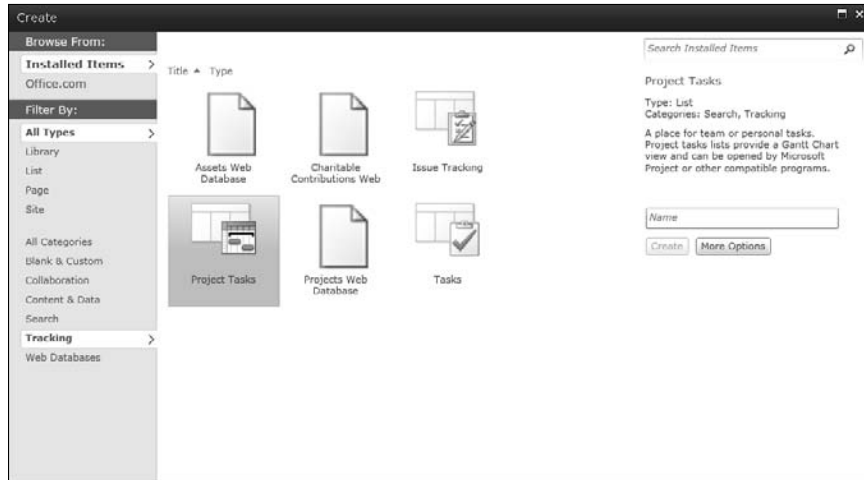 Create
Browse From:
Installed Items
Office.com
Filter By:
All Types
Library
List
Page
Site
All Categories
Blank & Custom
Collaboration
Content & Data
Search
Tracking
Web Databases
Title Type
Assets Web
Database
Charitable
Contributions Web
Issue Tracking
Project Tasks
Projects Web
Database
Tasks
Search Installed Items
Project Tasks
Type: List
Categories: Search, Tracking
A place for team or personal tasks.
Project tasks lists provide a Gantt Chart
view and can be opened by Microsoft
Project or other compatible programs.
Name
Create More Options